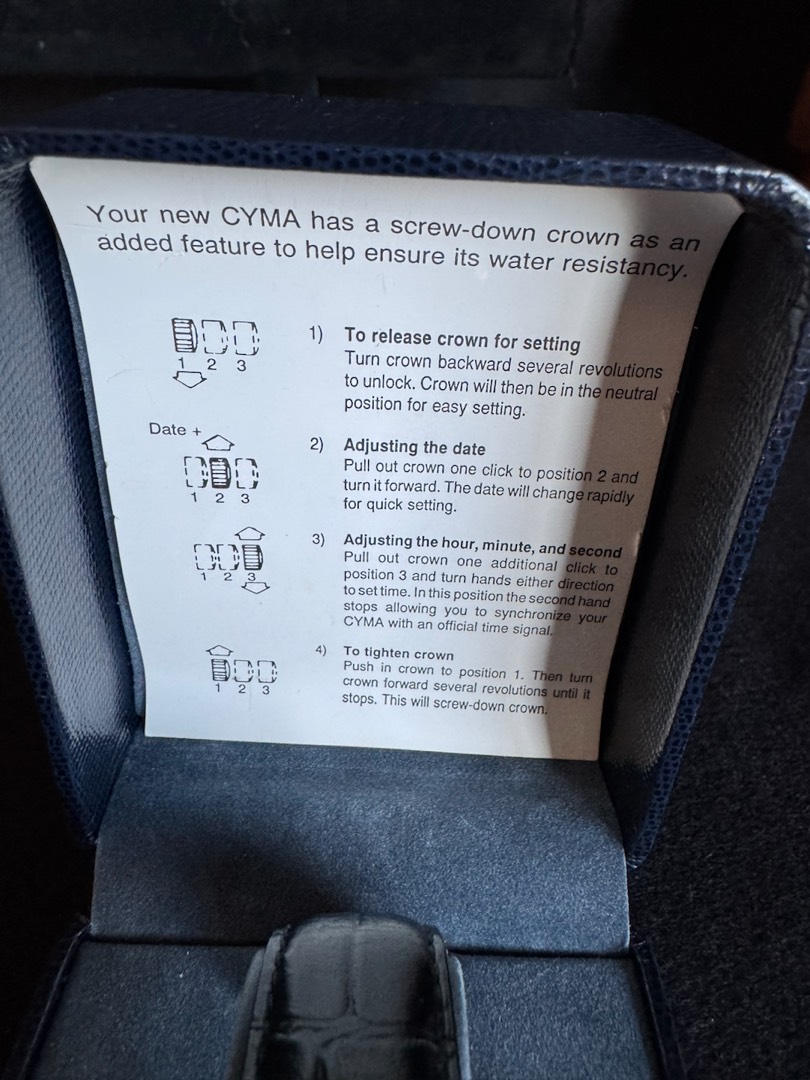 Your new CYMA has a screw-down crown as an
added feature to help ensure its water resistancy.
1 2 3
1) To release crown for setting
Turn crown backward several revolutions
to unlock. Crown will then be in the neutral
position for easy setting.
Date +
1 2 3
2) Adjusting the date
Pull out crown one click to position 2 and
turn it forward. The date will change rapidly
for quick setting.
1 2 3
3) Adjusting the hour, minute, and second
Pull out crown one additional click to
position 3 and turn hands either direction
to set time. In this position the second hand
stops allowing you to synchronize your
CYMA with an official time signal.
1 2 3
4) To tighten crown
Push in crown to position 1. Then turn
crown forward several revolutions until it
stops. This will screw-down crown.